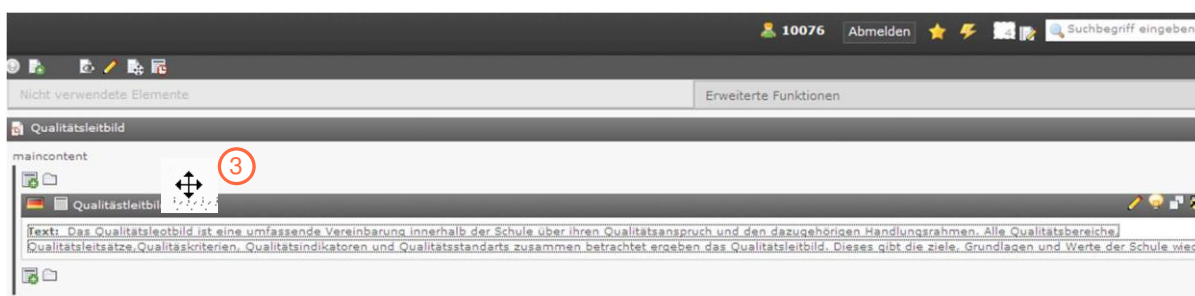 10076 Abmelden 4 Suchbegriff eingeben
Nicht verwendete Elemente Erweiterte Funktionen
Qualitätsleitbild
maincontent
3
Qualitästleitbild
Text: Das Qualitätsleotbild ist eine umfassende Vereinbarung innerhalb der Schule über ihren Qualitätsanspruch und den dazugehörigen Handlungsrahmen. Alle Qualitätsbereiche,
Qualitätsleitsätze,Qualitäskriterien, Qualitätsindikatoren und Qualitätsstandarts zusammen betrachtet ergeben das Qualitätsleitbild. Dieses gibt die ziele, Grundlagen und Werte der Schule